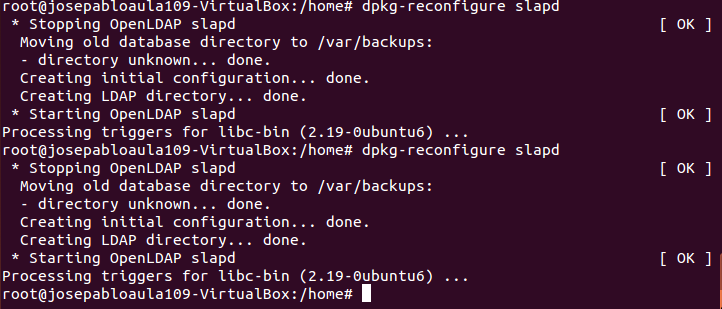 root@josepabloaula109-VirtualBox:/home# dpkg-reconfigure slapd
 * Stopping OpenLDAP slapd [ OK ]
  Moving old database directory to /var/backups:
  - directory unknown... done.
  Creating initial configuration... done.
  Creating LDAP directory... done.
 * Starting OpenLDAP slapd [ OK ]
Processing triggers for libc-bin (2.19-0ubuntu6) ...
root@josepabloaula109-VirtualBox:/home# dpkg-reconfigure slapd
 * Stopping OpenLDAP slapd [ OK ]
  Moving old database directory to /var/backups:
  - directory unknown... done.
  Creating initial configuration... done.
  Creating LDAP directory... done.
 * Starting OpenLDAP slapd [ OK ]
Processing triggers for libc-bin (2.19-0ubuntu6) ...
root@josepabloaula109-VirtualBox:/home#